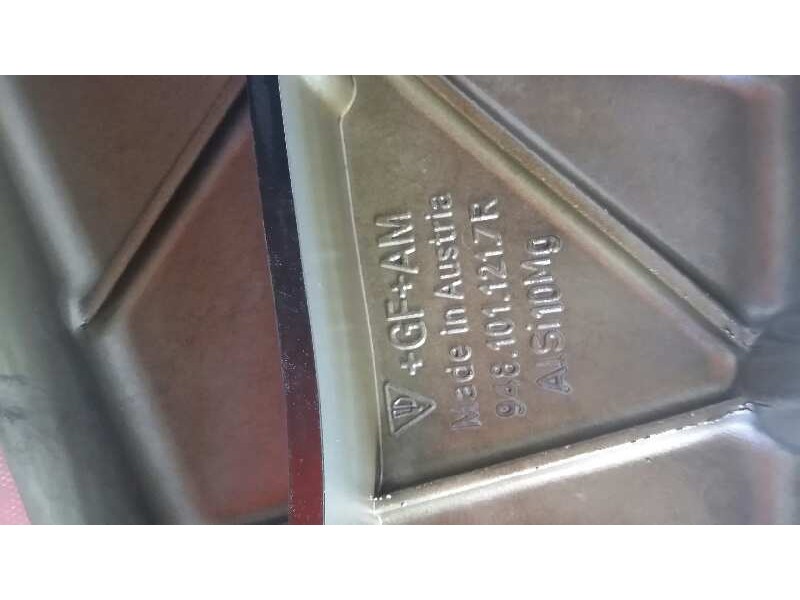 +GF+AM
Made in Austria
948.101.121.7R
AlSi10Mg